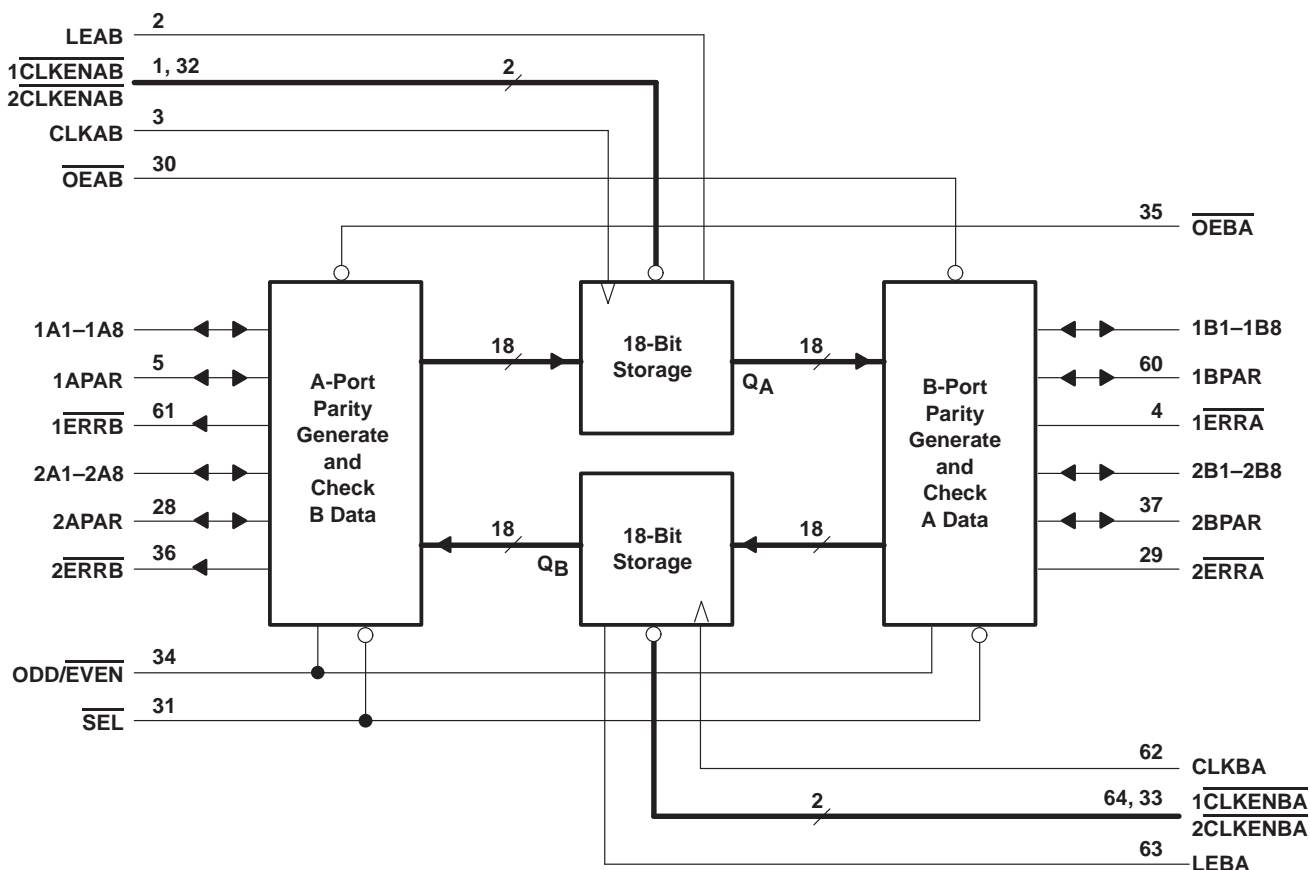 LEAB
2
1CLKENAB
2CLKENAB
1, 32
2
CLKAB
3
OEAB
30
35
OEBA
1A1–1A8
1APAR
5
1ERRB
61
2A1–2A8
2APAR
28
2ERRB
36
A-Port
Parity
Generate
and
Check
B Data
18
18-Bit
Storage
QA
18
18
18-Bit
Storage
QB
18
B-Port
Parity
Generate
and
Check
A Data
1B1–1B8
60
1BPAR
4
1ERRA
2B1–2B8
37
2BPAR
29
2ERRA
ODD/EVEN
34
SEL
31
62
CLKBA
2
64, 33
1CLKENBA
2CLKENBA
63
LEBA